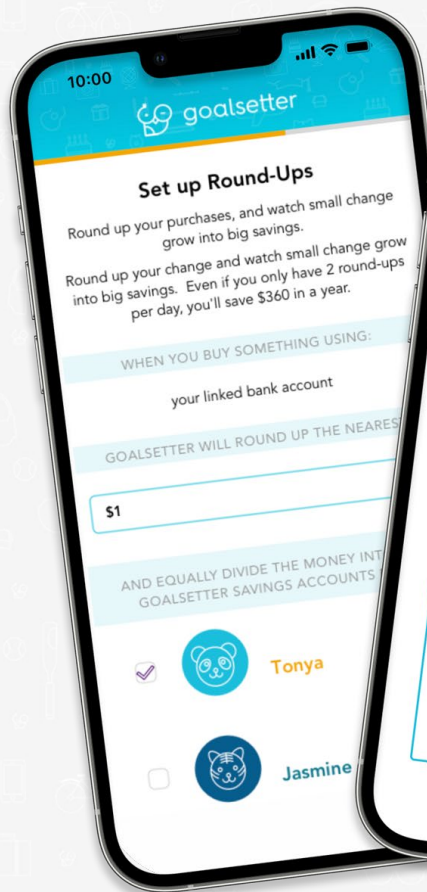 10:00
goalsetter
Set up Round-Ups
Round up your purchases, and watch small change
grow into big savings.
Round up your change and watch small change grow
into big savings. Even if you only have 2 round-ups
per day, you'll save $360 in a year.
WHEN YOU BUY SOMETHING USING:
your linked bank account
GOALSETTER WILL ROUND UP THE
$1
AND EQUALLY DIVIDE THE MONEY
GOALSETTER SAVINGS ACCOUNTS
Tonya
Jasmine